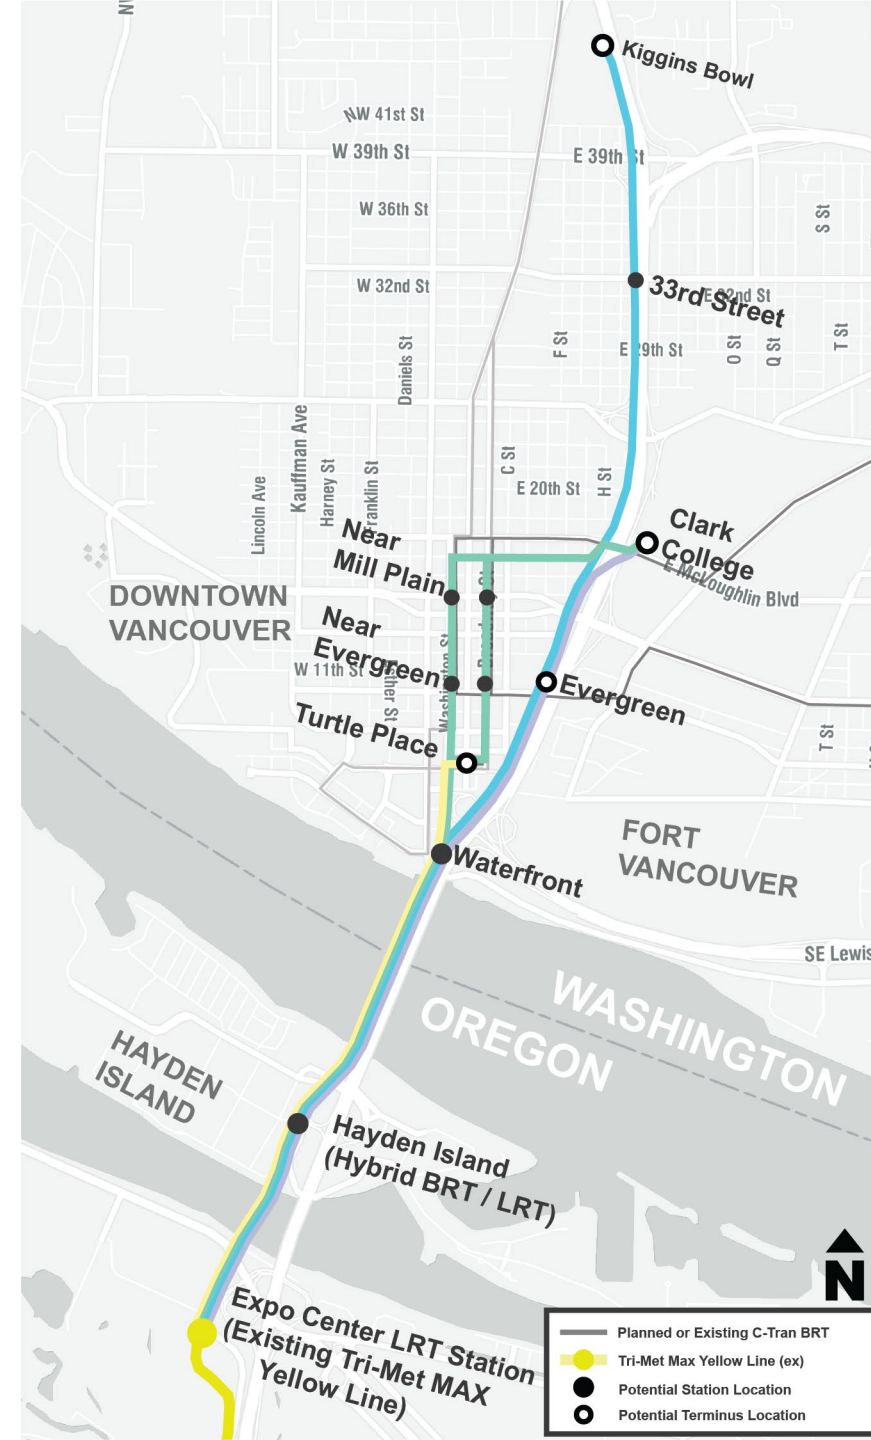 Kiggins Bowl
NW 41st St
W 39th St
E 39th St
W 36th St
S St
W 32nd St
33rd Street
E 32nd St
F St
E 29th St
O St
Q St
T St
Daniels St
Kauffman Ave
Lincoln Ave
Harney St
Franklin St
C St
E 20th St
H St
Clark
College
E McLoughlin Blvd
Near
Mill Plain
DOWNTOWN
VANCOUVER
Near
Evergreen
W 11th St
Esther St
Washington St
Evergreen
T St
Turtle Place
FORT
VANCOUVER
Waterfront
SE Lewis
WASHINGTON
OREGON
HAYDEN
ISLAND
Hayden Island
(Hybrid BRT / LRT)
N
Expo Center LRT Station
(Existing Tri-Met MAX
Yellow Line)
Planned or Existing C-Tran BRT
Tri-Met Max Yellow Line (ex)
Potential Station Location
Potential Terminus Location